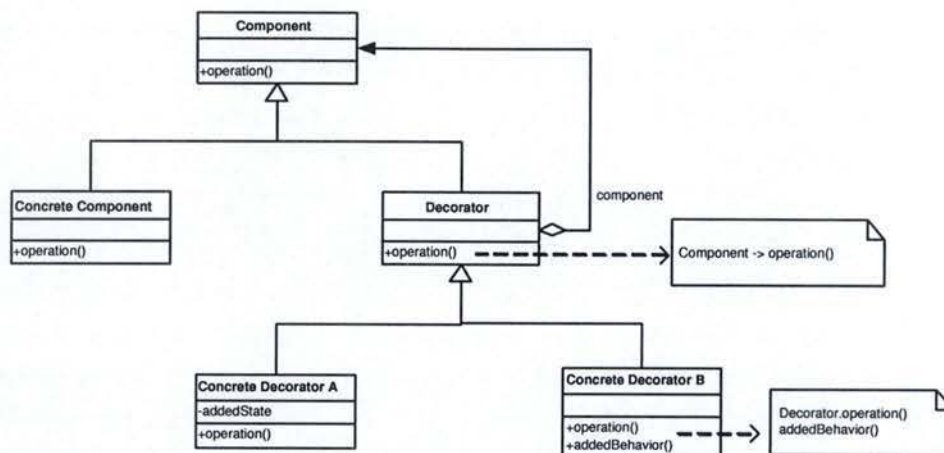 Component
+operation()
Concrete Component
+operation()
Decorator
+operation()
component
Component -> operation()
Concrete Decorator A
-addedState
+operation()
Concrete Decorator B
+operation()
+addedBehavior()
Decorator.operation()
addedBehavior()